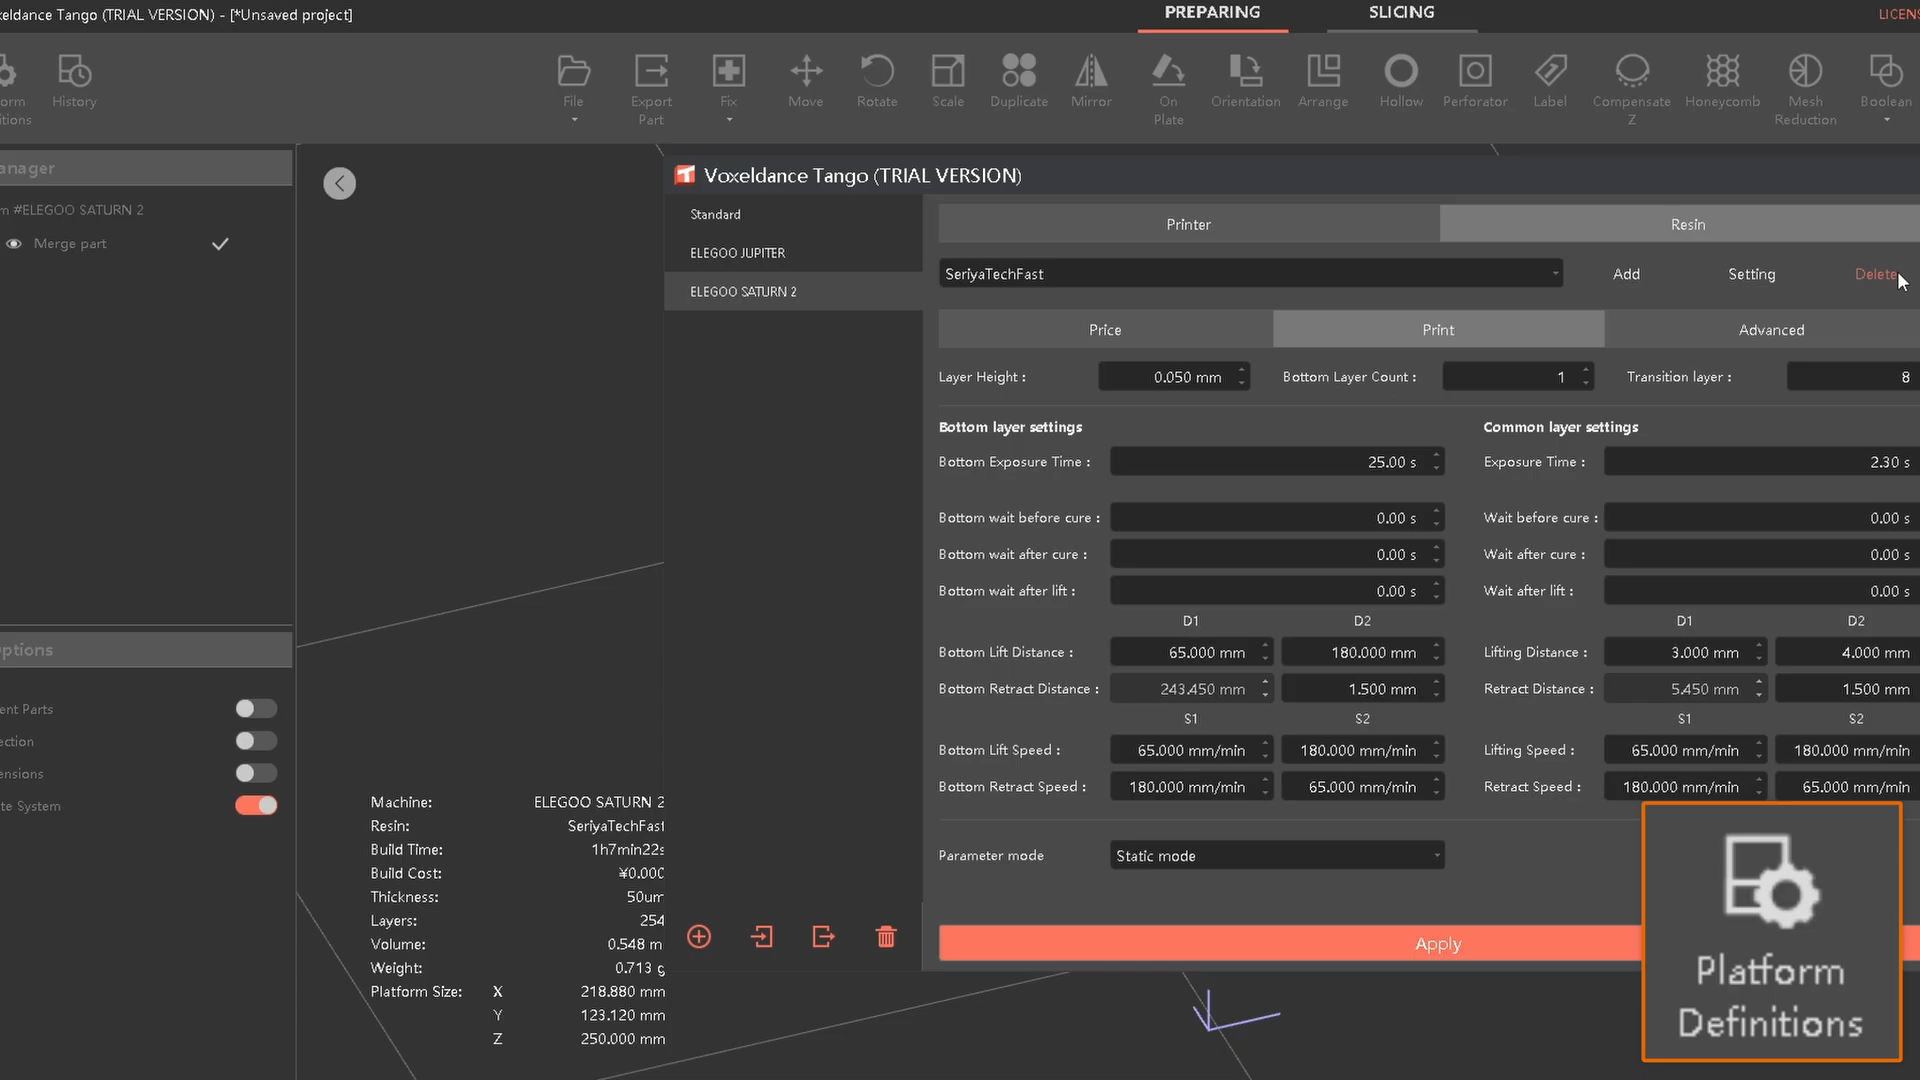 eldance Tango (TRIAL VERSION) - [*Unsaved project]
PREPARING
SLICING
LICENS
orm
itions
History
File
Export
Part
Fix
Move
Rotate
Scale
Duplicate
Mirror
On
Plate
Orientation
Arrange
Hollow
Perforator
Label
Compensate
Z
Honeycomb
Mesh
Reduction
Boolean
anager
m #ELEGOO SATURN 2
Merge part
ptions
ent Parts
ection
ensions
te System
Machine: ELEGOO SATURN 2
Resin: SeriyaTechFast
Build Time: 1h7min22s
Build Cost: ¥0.000
Thickness: 50um
Layers: 254
Volume: 0.548 m
Weight: 0.713 g
Platform Size: X 218.880 mm
Y 123.120 mm
Z 250.000 mm
Voxeldance Tango (TRIAL VERSION)
Standard
ELEGOO JUPITER
ELEGOO SATURN 2
Printer
Resin
SeriyaTechFast
Add
Setting
Delete
Price
Print
Advanced
Layer Height : 0.050 mm
Bottom Layer Count : 1
Transition layer : 8
Bottom layer settings
Common layer settings
Bottom Exposure Time : 25.00 s
Exposure Time : 2.30 s
Bottom wait before cure : 0.00 s
Wait before cure : 0.00 s
Bottom wait after cure : 0.00 s
Wait after cure : 0.00 s
Bottom wait after lift : 0.00 s
Wait after lift : 0.00 s
D1 D2 D1 D2
Bottom Lift Distance : 65.000 mm 180.000 mm
Lifting Distance : 3.000 mm 4.000 mm
Bottom Retract Distance : 243.450 mm 1.500 mm
Retract Distance : 5.450 mm 1.500 mm
S1 S2 S1 S2
Bottom Lift Speed : 65.000 mm/min 180.000 mm/min
Lifting Speed : 65.000 mm/min 180.000 mm/min
Bottom Retract Speed : 180.000 mm/min 65.000 mm/min
Retract Speed : 180.000 mm/min 65.000 mm/min
Parameter mode Static mode
Apply
Platform
Definitions